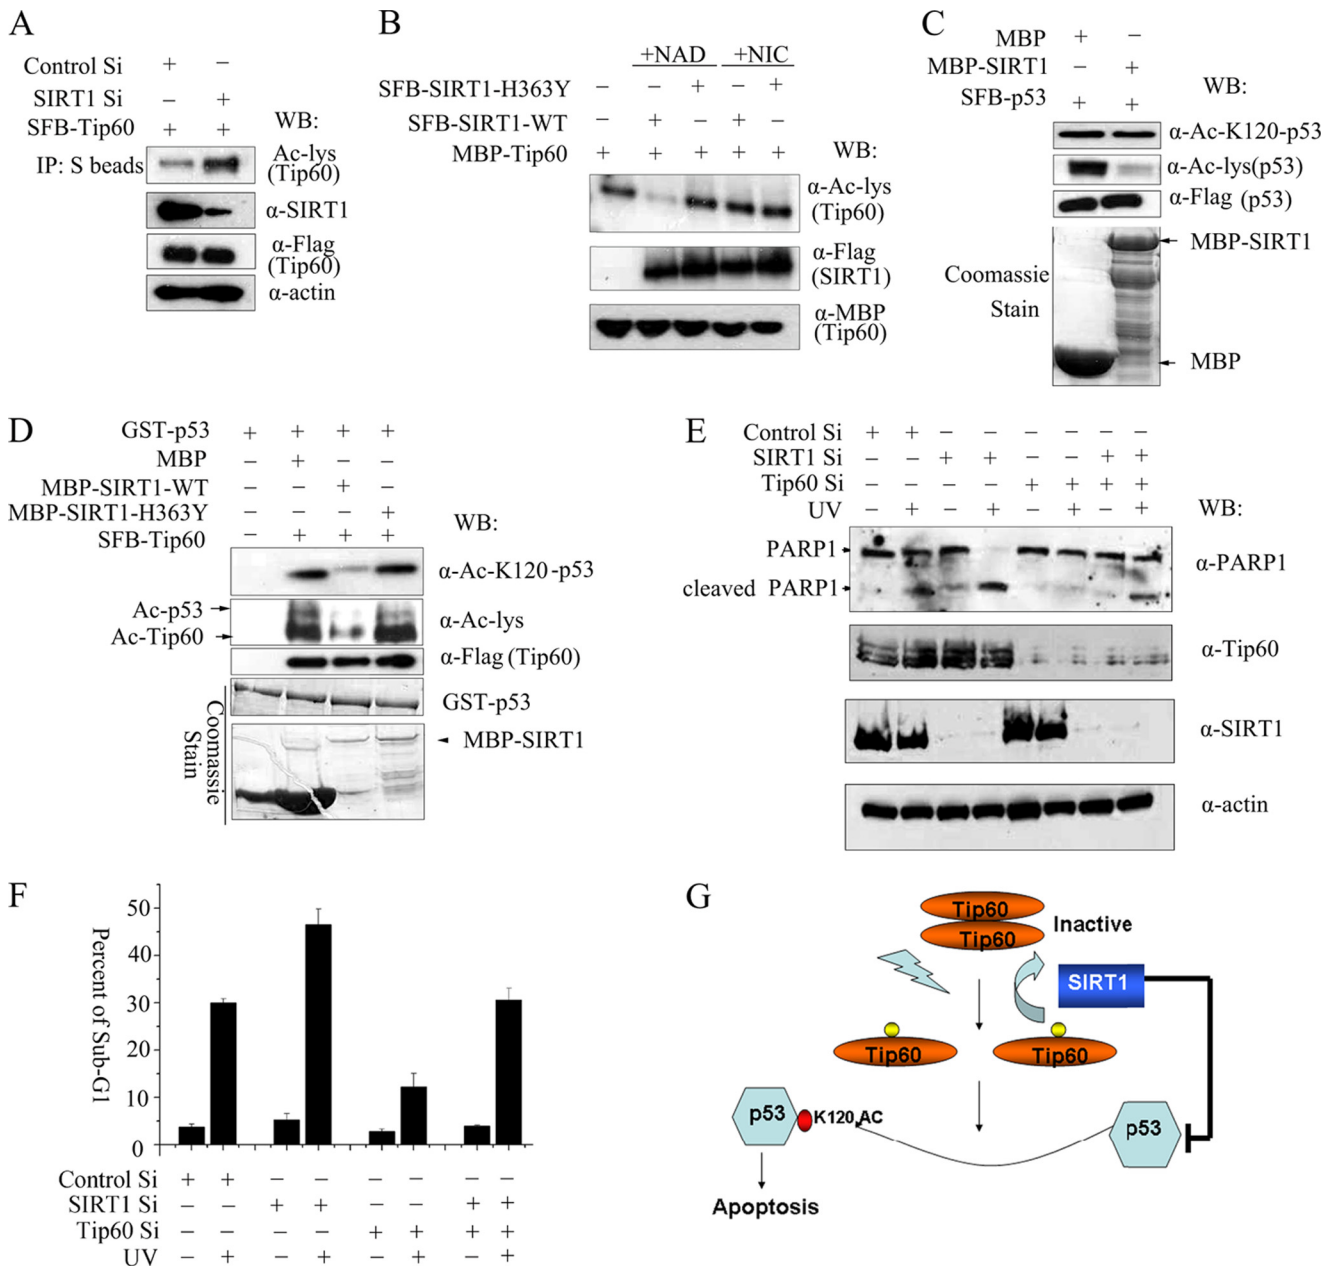 A
Control Si + −
SIRT1 Si − +
SFB-Tip60 + +
WB:
IP: S beads
Ac-lys
(Tip60)
α-SIRT1
α-Flag
(Tip60)
α-actin
B
+NAD +NIC
SFB-SIRT1-H363Y − − + − +
SFB-SIRT1-WT − + − + −
MBP-Tip60 + + + + +
WB:
α-Ac-lys
(Tip60)
α-Flag
(SIRT1)
α-MBP
(Tip60)
C
MBP + −
MBP-SIRT1 − +
SFB-p53 + +
WB:
α-Ac-K120-p53
α-Ac-lys(p53)
α-Flag (p53)
MBP-SIRT1
Coomassie
Stain
MBP
D
GST-p53 + + + +
MBP − + − −
MBP-SIRT1-WT − − + −
MBP-SIRT1-H363Y − − − +
SFB-Tip60 − + + +
WB:
α-Ac-K120-p53
Ac-p53
Ac-Tip60
α-Ac-lys
α-Flag (Tip60)
GST-p53
MBP-SIRT1
Coomassie
Stain
E
Control Si + + − − − − − −
SIRT1 Si − − + + − − + +
Tip60 Si − − − − + + + +
UV − + − + − + − +
WB:
PARP1
cleaved PARP1
α-PARP1
α-Tip60
α-SIRT1
α-actin
F
Percent of Sub-G1
50
40
30
20
10
0
Control Si + + − − − − − −
SIRT1 Si − − + + − − + +
Tip60 Si − − − − + + + +
UV − + − + − + − +
G
Tip60
Tip60
Inactive
SIRT1
Tip60
Tip60
p53
K120 AC
p53
Apoptosis